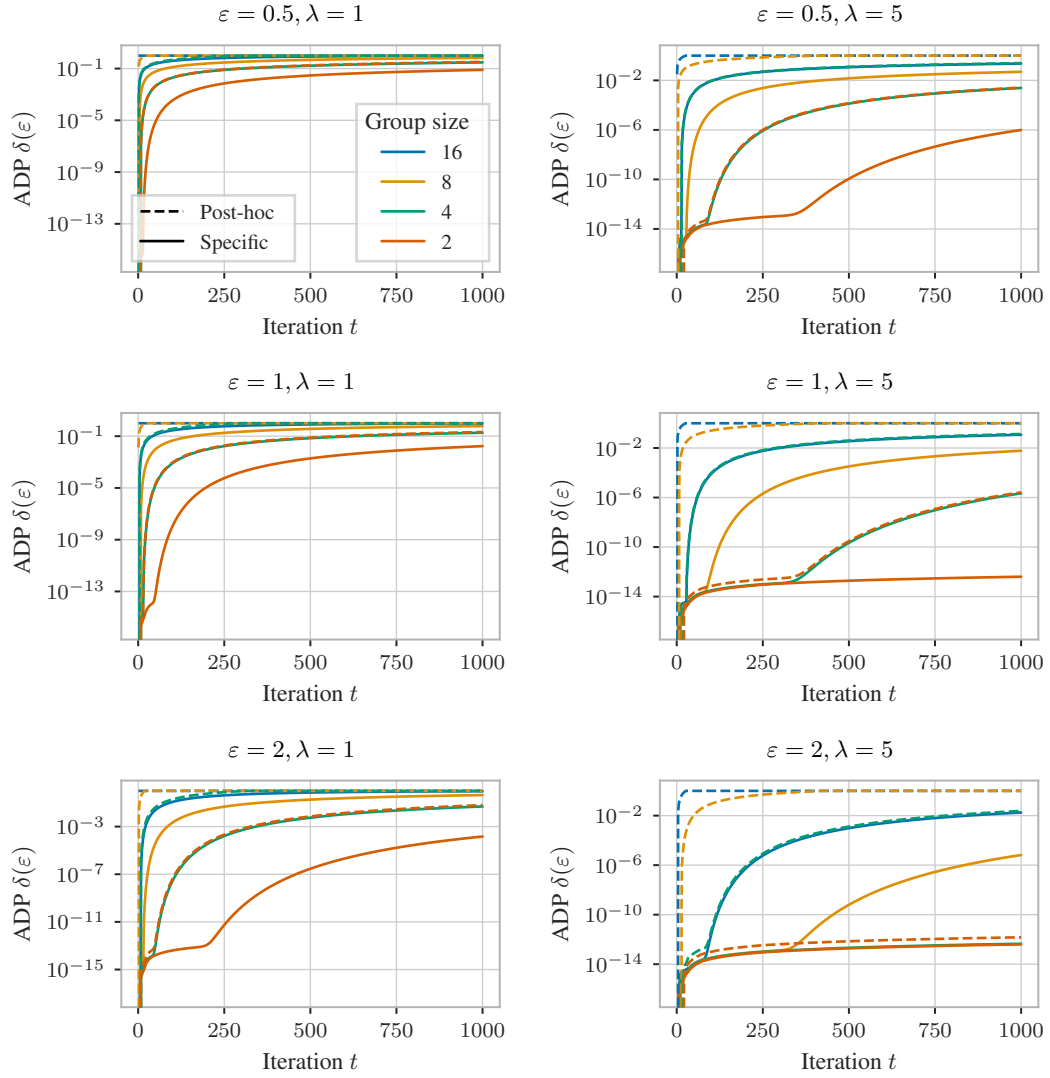 ε = 0.5, λ = 1
ADP δ(ε)
10⁻¹
10⁻⁵
10⁻⁹
10⁻¹³
Group size
16
8
4
2
Post-hoc
Specific
0 250 500 750 1000
Iteration t
ε = 0.5, λ = 5
ADP δ(ε)
10⁻²
10⁻⁶
10⁻¹⁰
10⁻¹⁴
0 250 500 750 1000
Iteration t
ε = 1, λ = 1
ADP δ(ε)
10⁻¹
10⁻⁵
10⁻⁹
10⁻¹³
0 250 500 750 1000
Iteration t
ε = 1, λ = 5
ADP δ(ε)
10⁻²
10⁻⁶
10⁻¹⁰
10⁻¹⁴
0 250 500 750 1000
Iteration t
ε = 2, λ = 1
ADP δ(ε)
10⁻³
10⁻⁷
10⁻¹¹
10⁻¹⁵
0 250 500 750 1000
Iteration t
ε = 2, λ = 5
ADP δ(ε)
10⁻²
10⁻⁶
10⁻¹⁰
10⁻¹⁴
0 250 500 750 1000
Iteration t